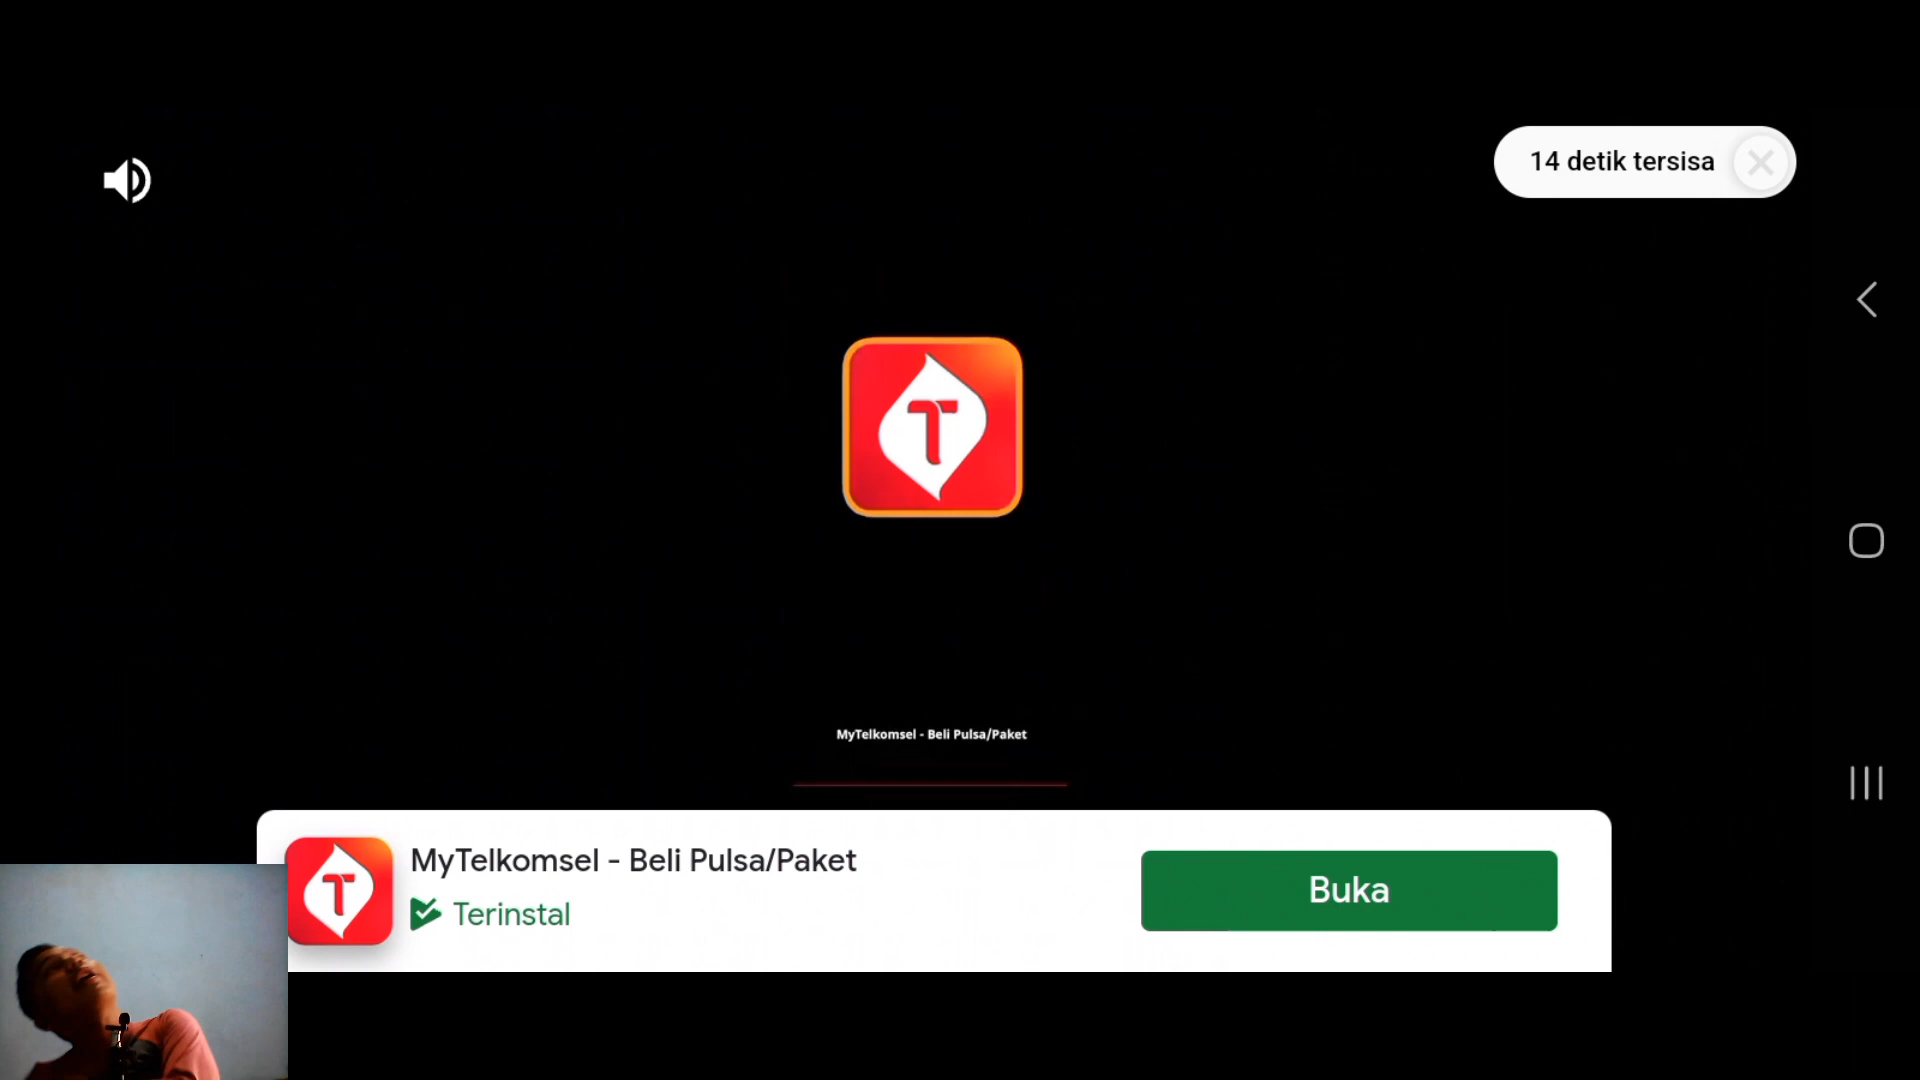 14 detik tersisa
T
MyTelkomsel - Beli Pulsa/Paket
T
MyTelkomsel - Beli Pulsa/Paket
Terinstal
Buka